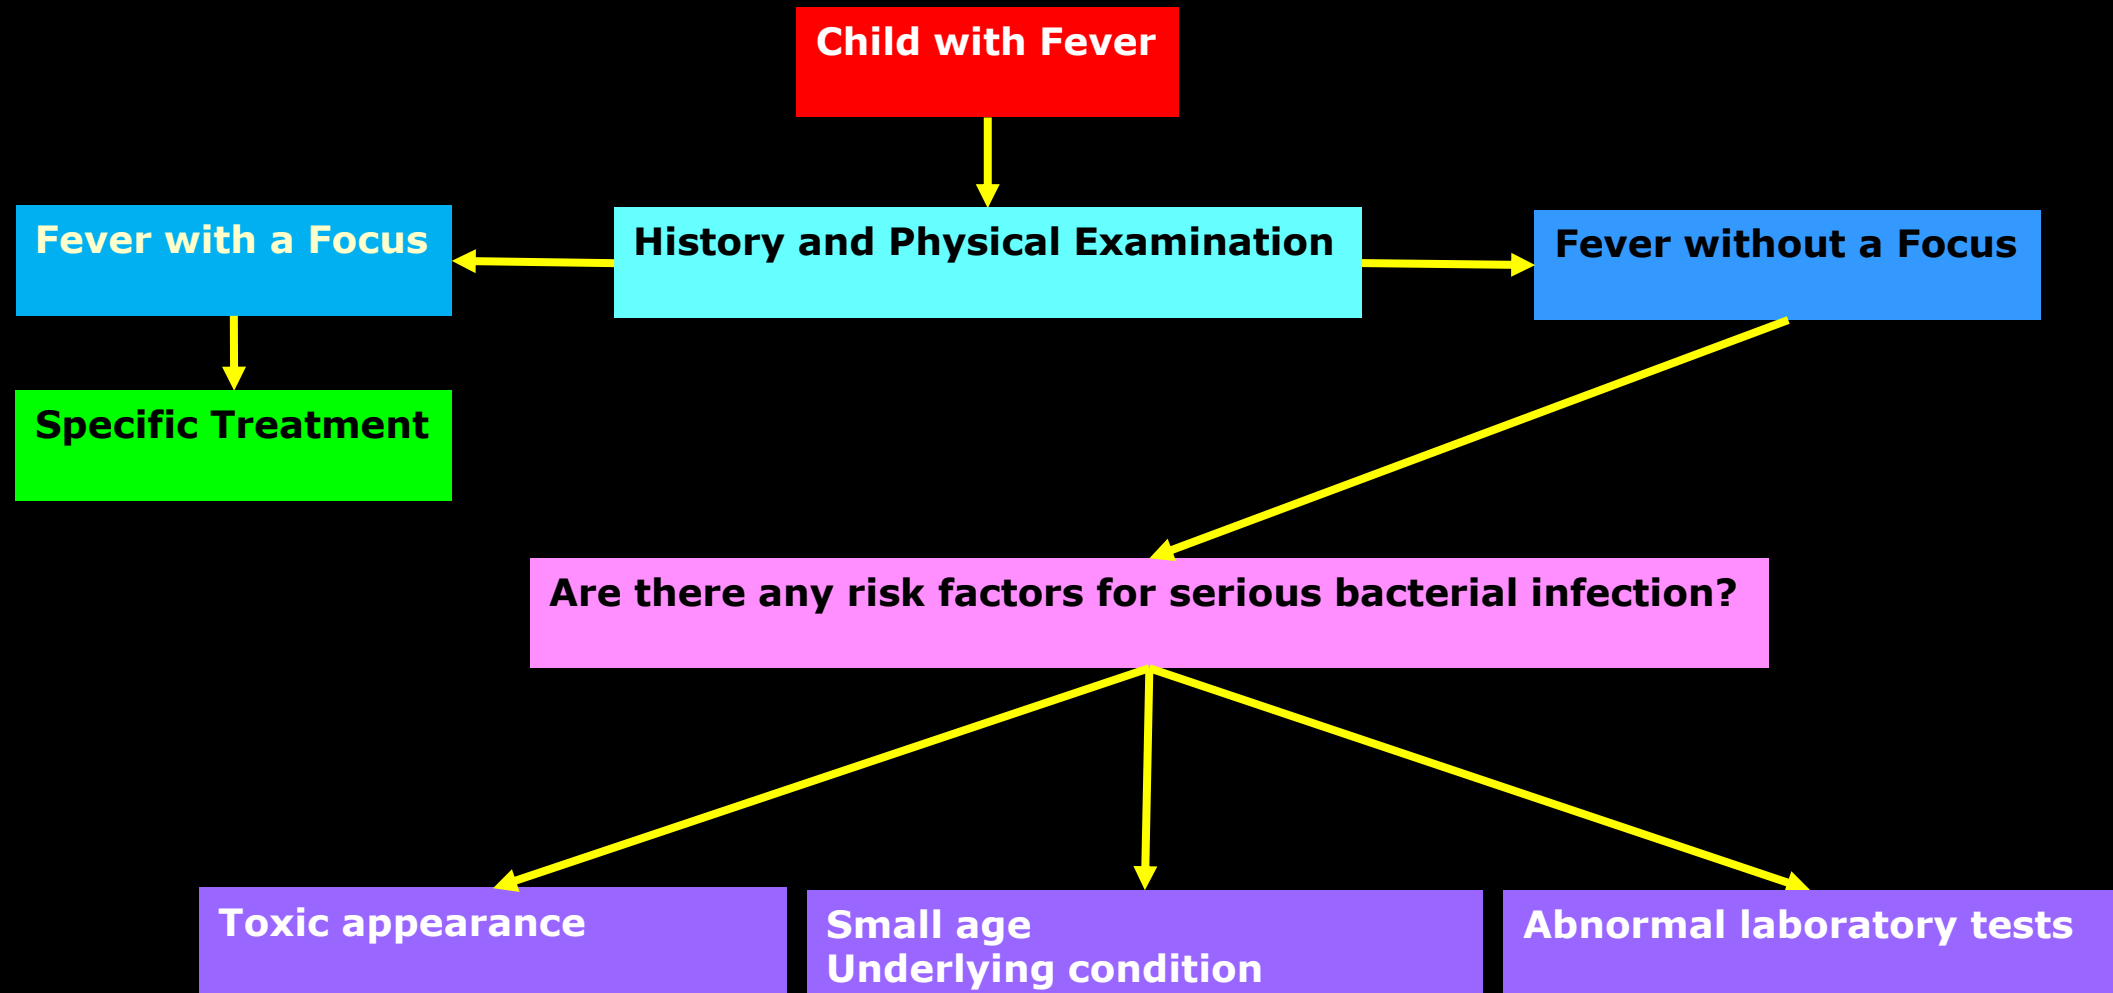 Child with Fever
Fever with a Focus
History and Physical Examination
Fever without a Focus
Specific Treatment
Are there any risk factors for serious bacterial infection?
Toxic appearance
Small age
Underlying condition
Abnormal laboratory tests